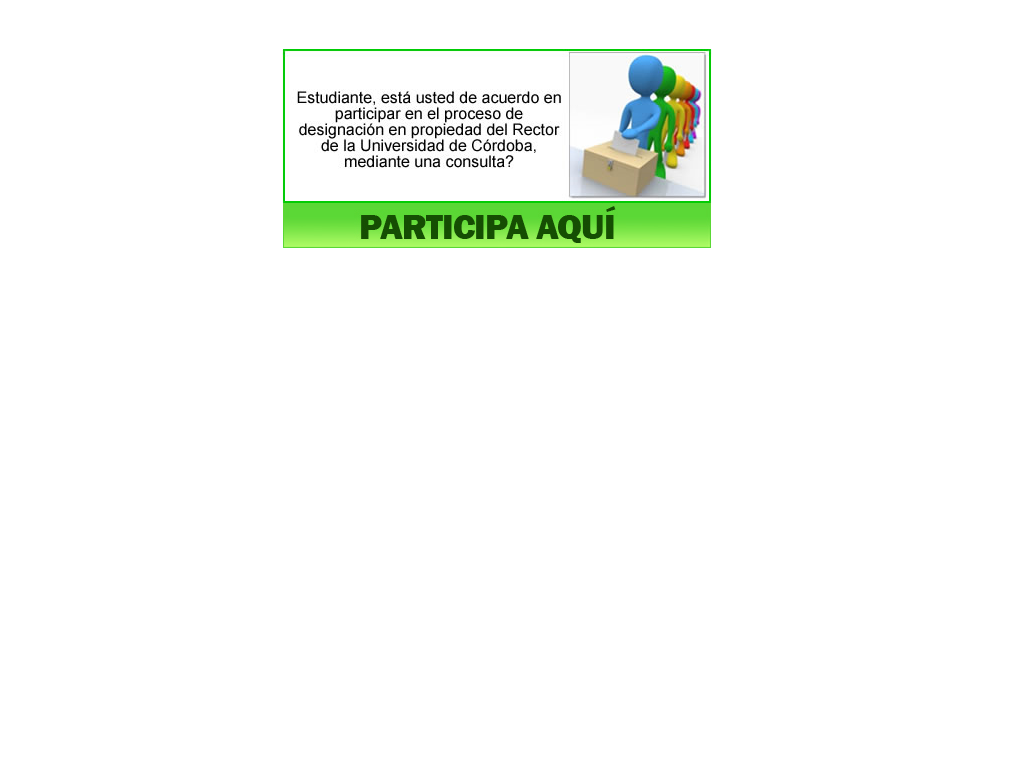 Estudiante, está usted de acuerdo en
participar en el proceso de
designación en propiedad del Rector
de la Universidad de Córdoba,
mediante una consulta?
PARTICIPA AQUÍ